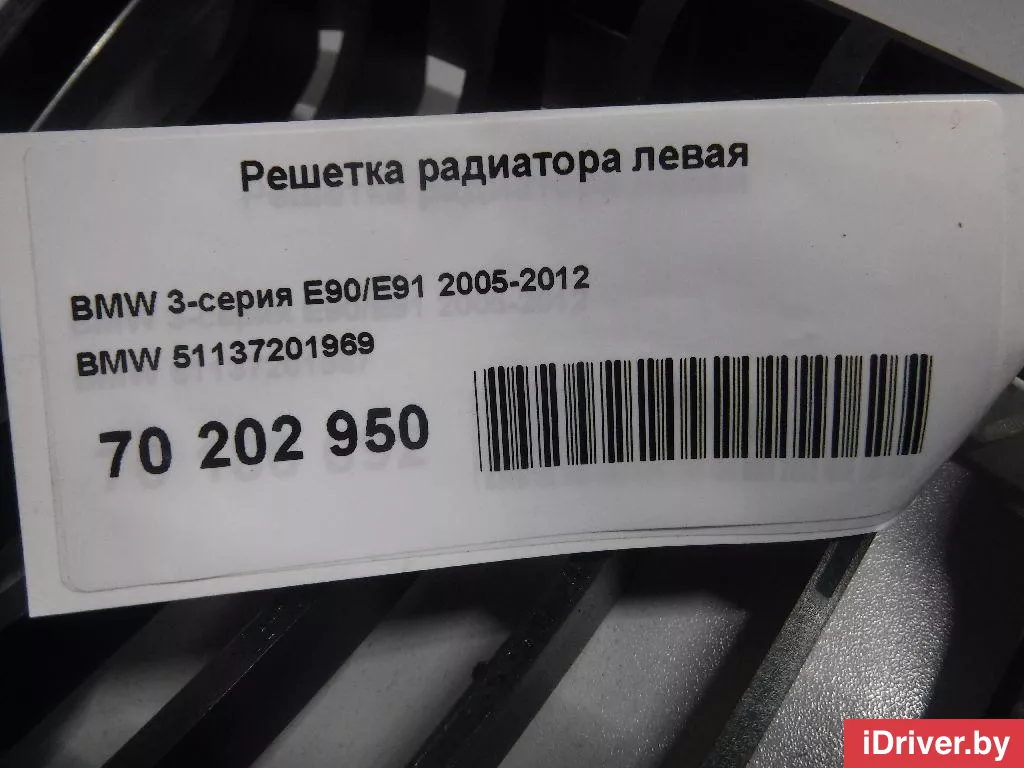 Решетка радиатора левая
BMW 3-серия E90/E91 2005-2012
BMW 51137201969
70 202 950
iDriver.by